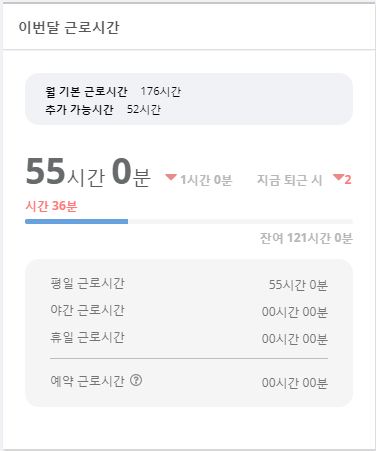 이번달 근로시간
월 기본 근로시간 176시간
추가 가능시간 52시간
55시간 0분 ▼ 1시간 0분 지금 퇴근 시 ▼2
시간 36분
잔여 121시간 0분
평일 근로시간 55시간 0분
야간 근로시간 00시간 00분
휴일 근로시간 00시간 00분
예약 근로시간 ? 00시간 00분